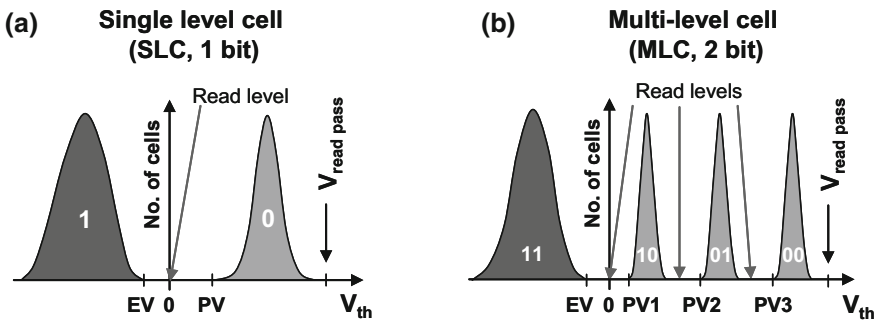 (a)
Single level cell
(SLC, 1 bit)
Read level
No. of cells
V read pass
1
0
EV 0 PV
Vth
(b)
Multi-level cell
(MLC, 2 bit)
Read levels
No. of cells
V read pass
11
10
01
00
EV 0 PV1 PV2 PV3
Vth